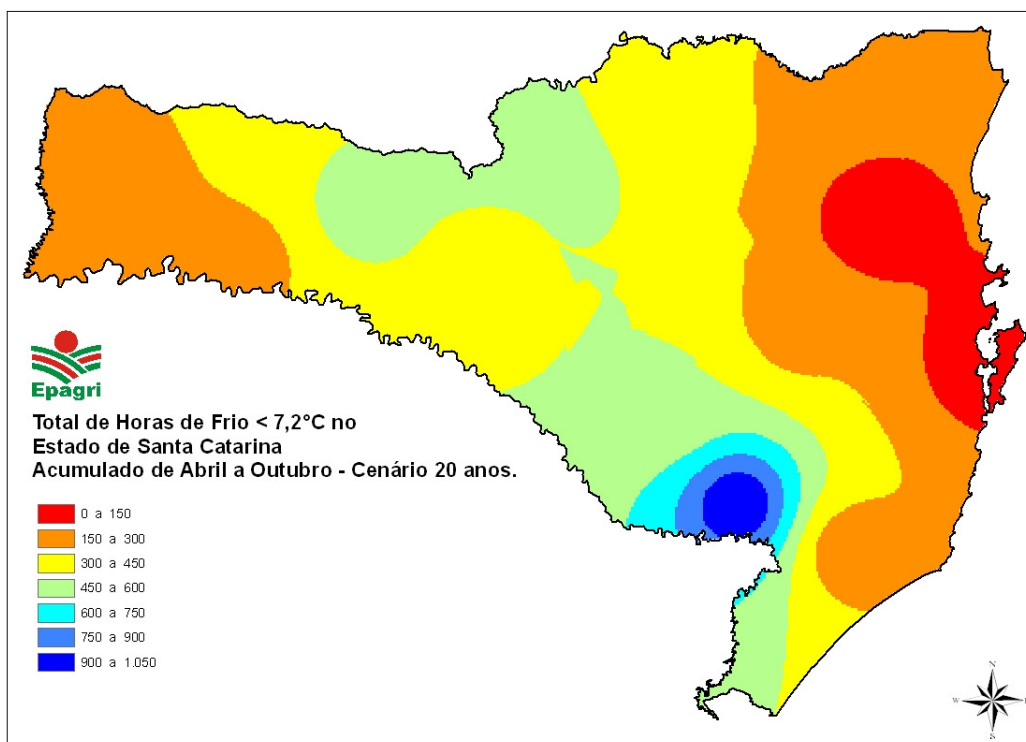 Epagri
Total de Horas de Frio < 7,2°C no
Estado de Santa Catarina
Acumulado de Abril a Outubro - Cenário 20 anos.
0 a 150
150 a 300
300 a 450
450 a 600
600 a 750
750 a 900
900 a 1.050
N
W
E
S